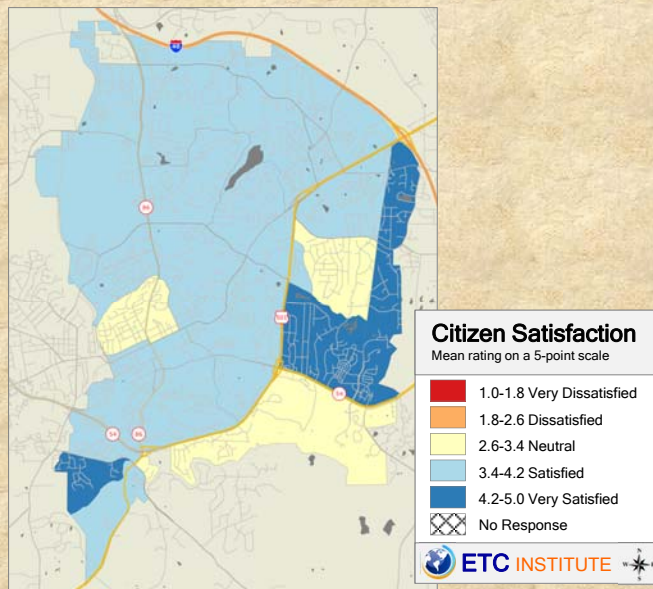 40
86
501
54
54
86
Citizen Satisfaction
Mean rating on a 5-point scale
1.0-1.8 Very Dissatisfied
1.8-2.6 Dissatisfied
2.6-3.4 Neutral
3.4-4.2 Satisfied
4.2-5.0 Very Satisfied
No Response
ETC INSTITUTE
N
W E
S